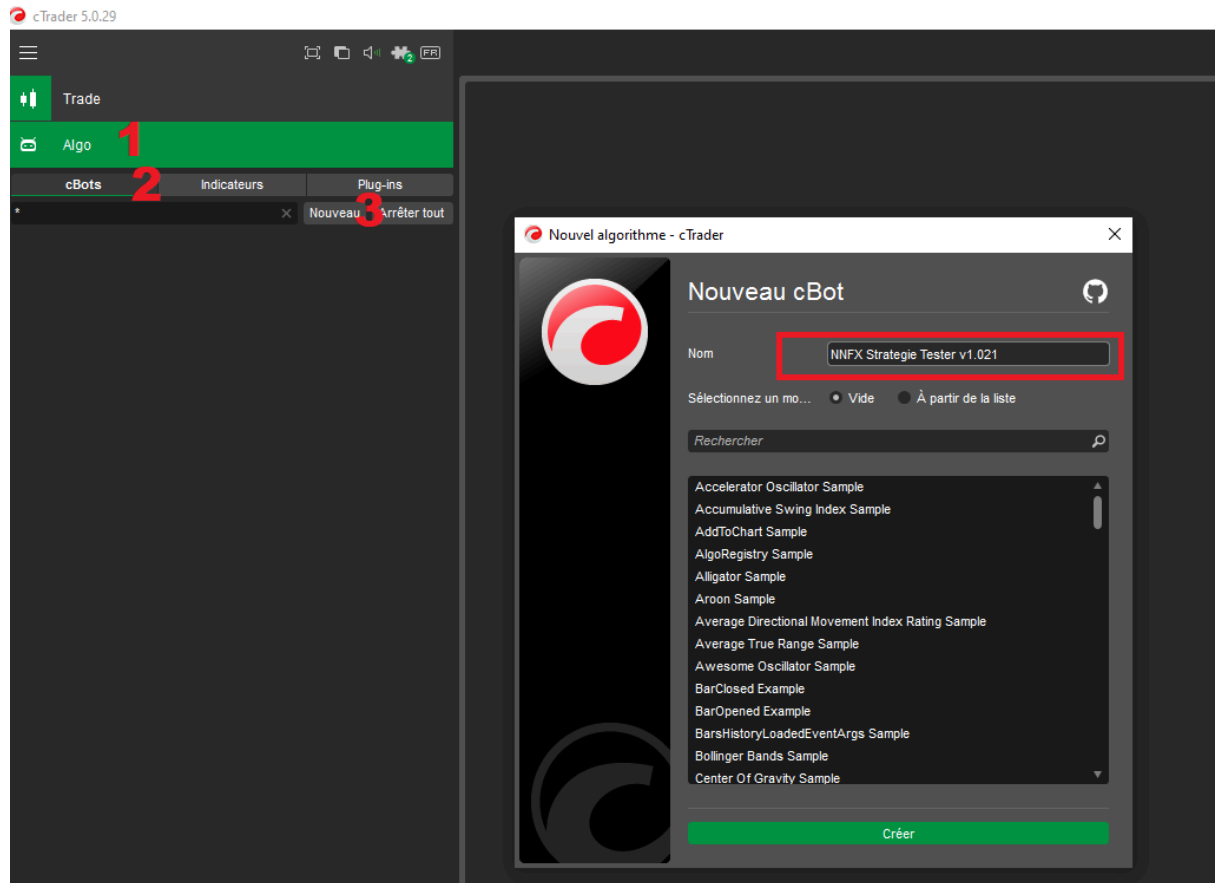 cTrader 5.0.29
2 FR
Trade
Algo 1
cBots 2 Indicateurs Plug-ins
* Nouveau 3 Arrêter tout
Nouvel algorithme - cTrader
Nouveau cBot
Nom NNFX Strategie Tester v1.021
Sélectionnez un mo... Vide À partir de la liste
Rechercher
Accelerator Oscillator Sample
Accumulative Swing Index Sample
AddToChart Sample
AlgoRegistry Sample
Alligator Sample
Aroon Sample
Average Directional Movement Index Rating Sample
Average True Range Sample
Awesome Oscillator Sample
BarClosed Example
BarOpened Example
BarsHistoryLoadedEventArgs Sample
Bollinger Bands Sample
Center Of Gravity Sample
Créer